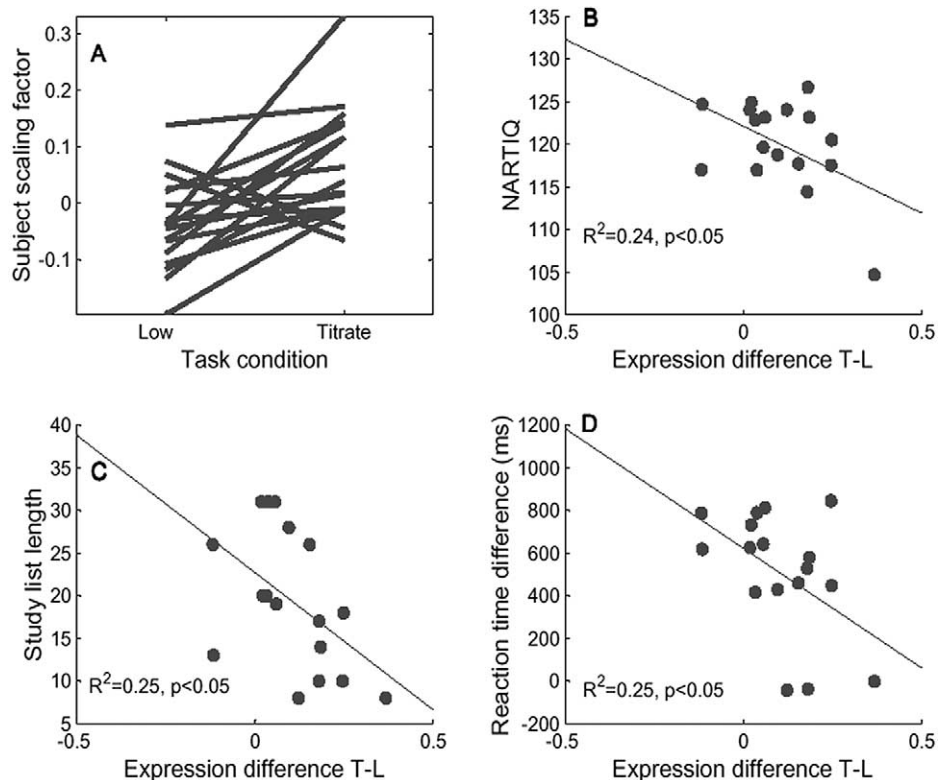 A
Subject scaling factor
0.3
0.2
0.1
0
-0.1
Low
Titrate
Task condition
B
NARTIQ
135
130
125
120
115
110
105
100
R²=0.24, p<0.05
-0.5
0
0.5
Expression difference T-L
C
Study list length
40
35
30
25
20
15
10
5
R²=0.25, p<0.05
-0.5
0
0.5
Expression difference T-L
D
Reaction time difference (ms)
1200
1000
800
600
400
200
0
-200
R²=0.25, p<0.05
-0.5
0
0.5
Expression difference T-L